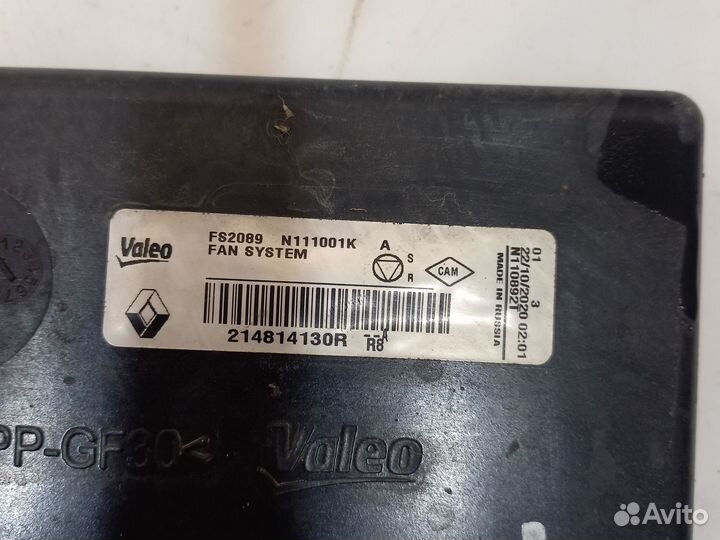 Valeo
FS2089 N111001K A
FAN SYSTEM
S
R
CAM
214814130R --A
R8
01 3
22/10/2020 02:01
N110892T
MADE IN RUSSIA
PP-GF30<
Valeo
Avito